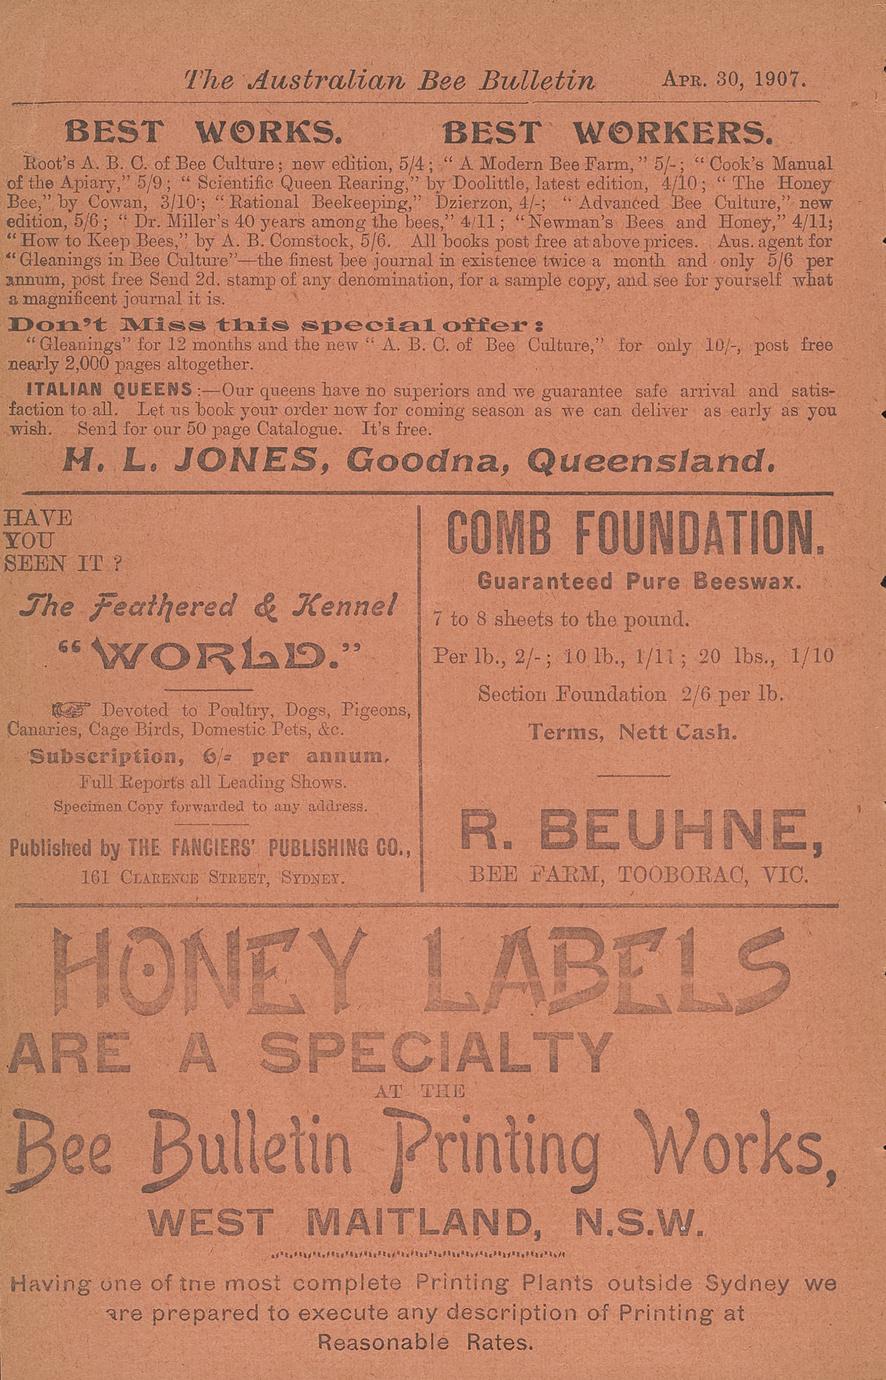 The Australian Bee Bulletin APR. 30, 1907.
BEST WORKS. BEST WORKERS.
Root's A. B. C. of Bee Culture; new edition, 5/4; “ A Modern Bee Farm,” 5/-; “ Cook's Manual
of the Apiary,” 5/9; “ Scientific Queen Rearing,” by Doolittle, latest edition, 4/10; “ The Honey
Bee,” by Cowan, 3/10; “ Rational Beekeeping,” Dzierzon, 4/-; “ Advanced Bee Culture,” new
edition, 5/6; “ Dr. Miller's 40 years among the bees,” 4/11; “Newman's Bees and Honey,” 4/11;
“How to Keep Bees,” by A. B. Comstock, 5/6. All books post free at above prices. Aus. agent for
“Gleanings in Bee Culture”—the finest bee journal in existence twice a month and only 5/6 per
annum, post free Send 2d. stamp of any denomination, for a sample copy, and see for yourself what
a magnificent journal it is.
Don't Miss this special offer:
“Gleanings” for 12 months and the new “ A. B. C. of Bee Culture,” for only 10/-, post free
nearly 2,000 pages altogether.
ITALIAN QUEENS:—Our queens have no superiors and we guarantee safe arrival and satis-
faction to all. Let us book your order now for coming season as we can deliver as early as you
wish. Send for our 50 page Catalogue. It's free.
H. L. JONES, Goodna, Queensland.
HAVE
YOU
SEEN IT ?
The Feathered & Kennel
“WORLD.”
☞ Devoted to Poultry, Dogs, Pigeons,
Canaries, Cage Birds, Domestic Pets, &c.
Subscription, 6/= per annum.
Full Reports all Leading Shows.
Specimen Copy forwarded to any address.
Published by THE FANCIERS' PUBLISHING CO.,
161 CLARENCE STREET, SYDNEY.
COMB FOUNDATION.
Guaranteed Pure Beeswax.
7 to 8 sheets to the pound.
Per lb., 2/-; 10 lb., 1/11; 20 lbs., 1/10
Section Foundation 2/6 per lb.
Terms, Nett Cash.
R. BEUHNE,
BEE FARM, TOOBORAC, VIC.
HONEY LABELS
ARE A SPECIALTY
AT THE
Bee Bulletin Printing Works,
WEST MAITLAND, N.S.W.
Having one of tne most complete Printing Plants outside Sydney we
are prepared to execute any description of Printing at
Reasonable Rates.